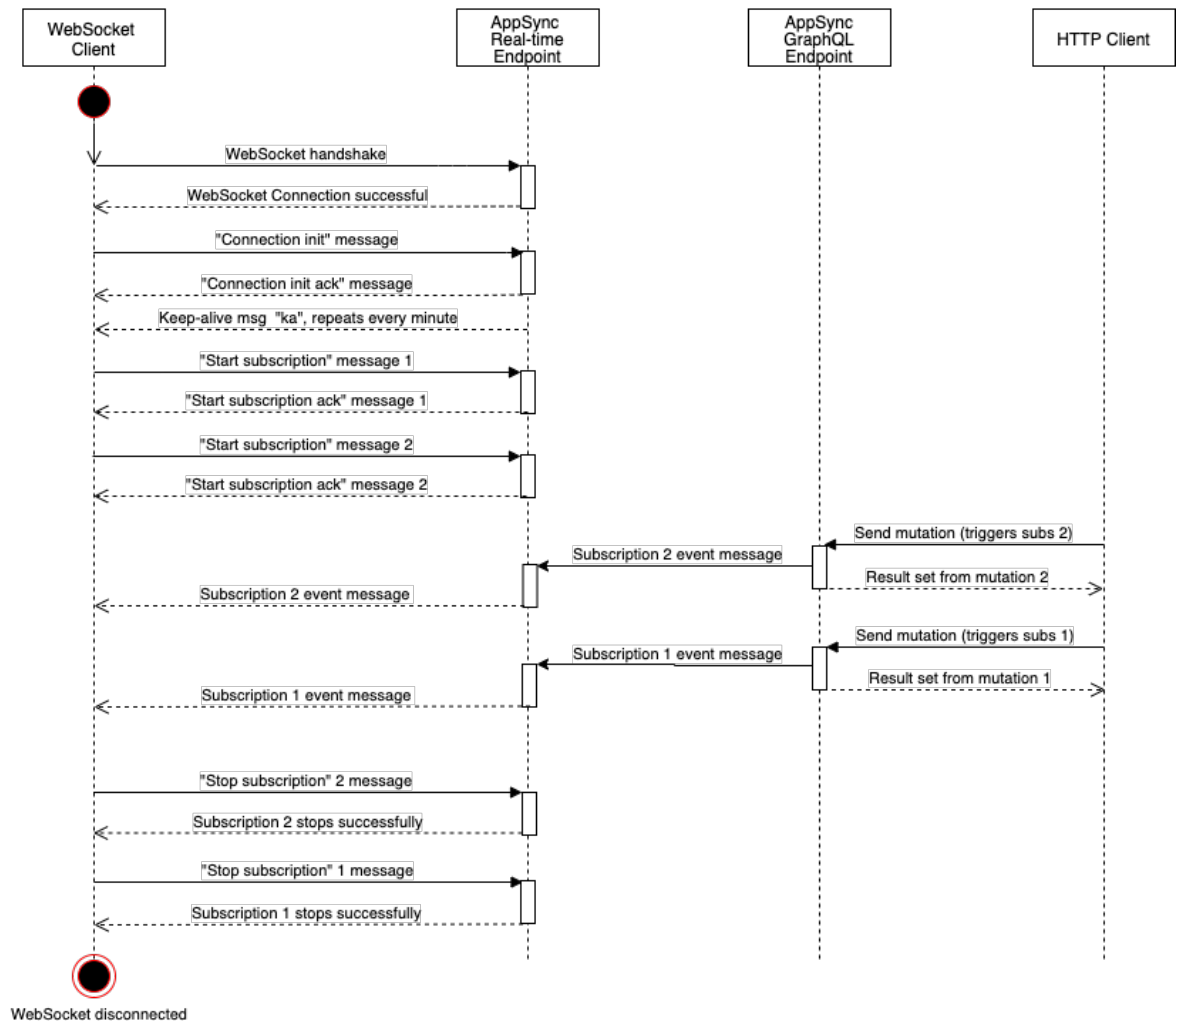 WebSocket
Client
AppSync
Real-time
Endpoint
AppSync
GraphQL
Endpoint
HTTP Client
WebSocket handshake
WebSocket Connection successful
"Connection init" message
"Connection init ack" message
Keep-alive msg "ka", repeats every minute
"Start subscription" message 1
"Start subscription ack" message 1
"Start subscription" message 2
"Start subscription ack" message 2
Send mutation (triggers subs 2)
Subscription 2 event message
Result set from mutation 2
Subscription 2 event message
Send mutation (triggers subs 1)
Subscription 1 event message
Result set from mutation 1
Subscription 1 event message
"Stop subscription" 2 message
Subscription 2 stops successfully
"Stop subscription" 1 message
Subscription 1 stops successfully
WebSocket disconnected